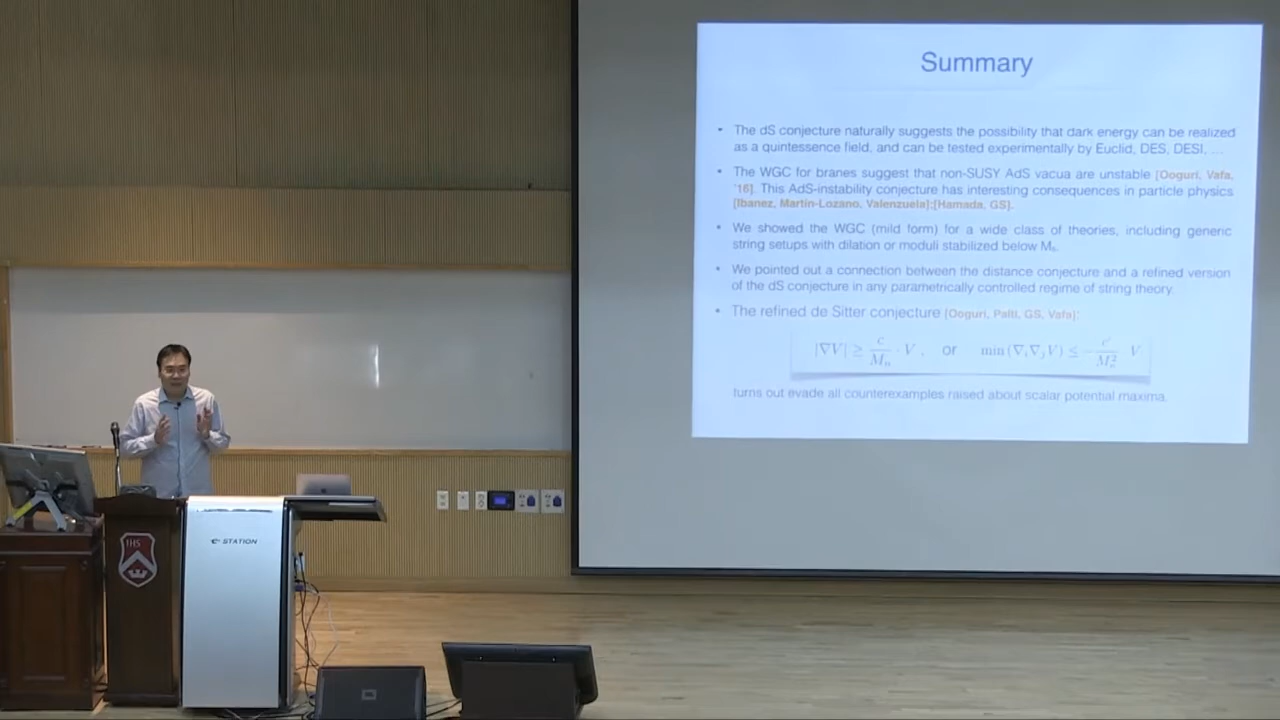 Summary
• The dS conjecture naturally suggests the possibility that dark energy can be realized
as a quintessence field, and can be tested experimentally by Euclid, DES, DESI, …
• The WGC for branes suggest that non-SUSY AdS vacua are unstable [Ooguri, Vafa,
'16]. This AdS-instability conjecture has interesting consequences in particle physics
[Ibanez, Martin-Lozano, Valenzuela];[Hamada, GS].
• We showed the WGC (mild form) for a wide class of theories, including generic
string setups with dilation or moduli stabilized below Mₛ.
• We pointed out a connection between the distance conjecture and a refined version
of the dS conjecture in any parametrically controlled regime of string theory.
• The refined de Sitter conjecture [Ooguri, Palti, GS, Vafa]:
|∇V| ≥ c/Mₚ · V , or min (∇ᵢ∇ⱼV) ≤ −c′/Mₚ² V
turns out evade all counterexamples raised about scalar potential maxima.
STATION
IHS